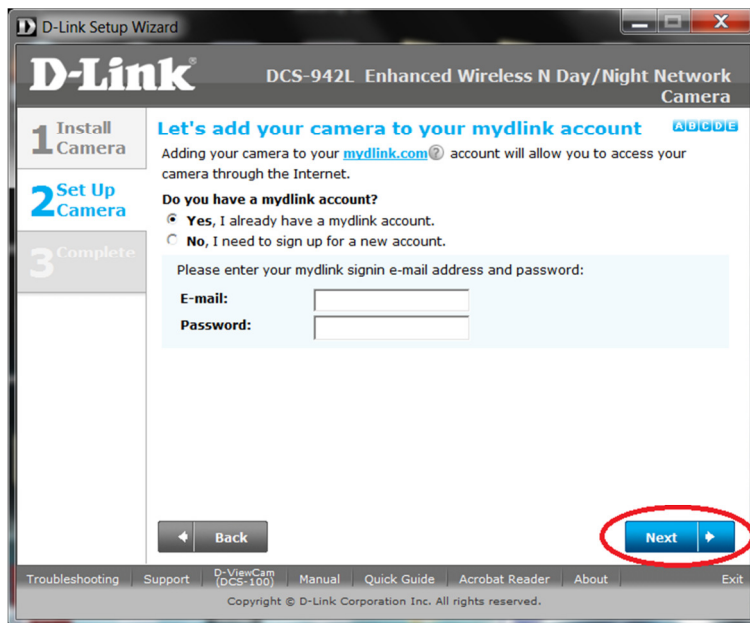 D-Link Setup Wizard
D-Link®
DCS-942L Enhanced Wireless N Day/Night Network
Camera
1 Install
Camera
2 Set Up
Camera
3 Complete
Let's add your camera to your mydlink account
A B C D E
Adding your camera to your mydlink.com ? account will allow you to access your
camera through the Internet.
Do you have a mydlink account?
Yes, I already have a mydlink account.
No, I need to sign up for a new account.
Please enter your mydlink signin e-mail address and password:
E-mail:
Password:
Back
Next
Troubleshooting Support D-ViewCam (DCS-100) Manual Quick Guide Acrobat Reader About Exit
Copyright © D-Link Corporation Inc. All rights reserved.